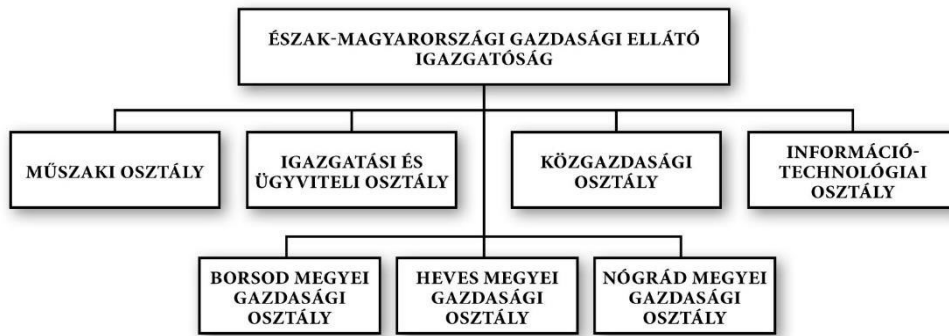 ÉSZAK-MAGYARORSZÁGI GAZDASÁGI ELLÁTÓ
IGAZGATÓSÁG
MŰSZAKI OSZTÁLY
IGAZGATÁSI ÉS
ÜGYVITELI OSZTÁLY
KÖZGAZDASÁGI
OSZTÁLY
INFORMÁCIÓ-
TECHNOLÓGIAI
OSZTÁLY
BORSOD MEGYEI
GAZDASÁGI
OSZTÁLY
HEVES MEGYEI
GAZDASÁGI
OSZTÁLY
NÓGRÁD MEGYEI
GAZDASÁGI
OSZTÁLY